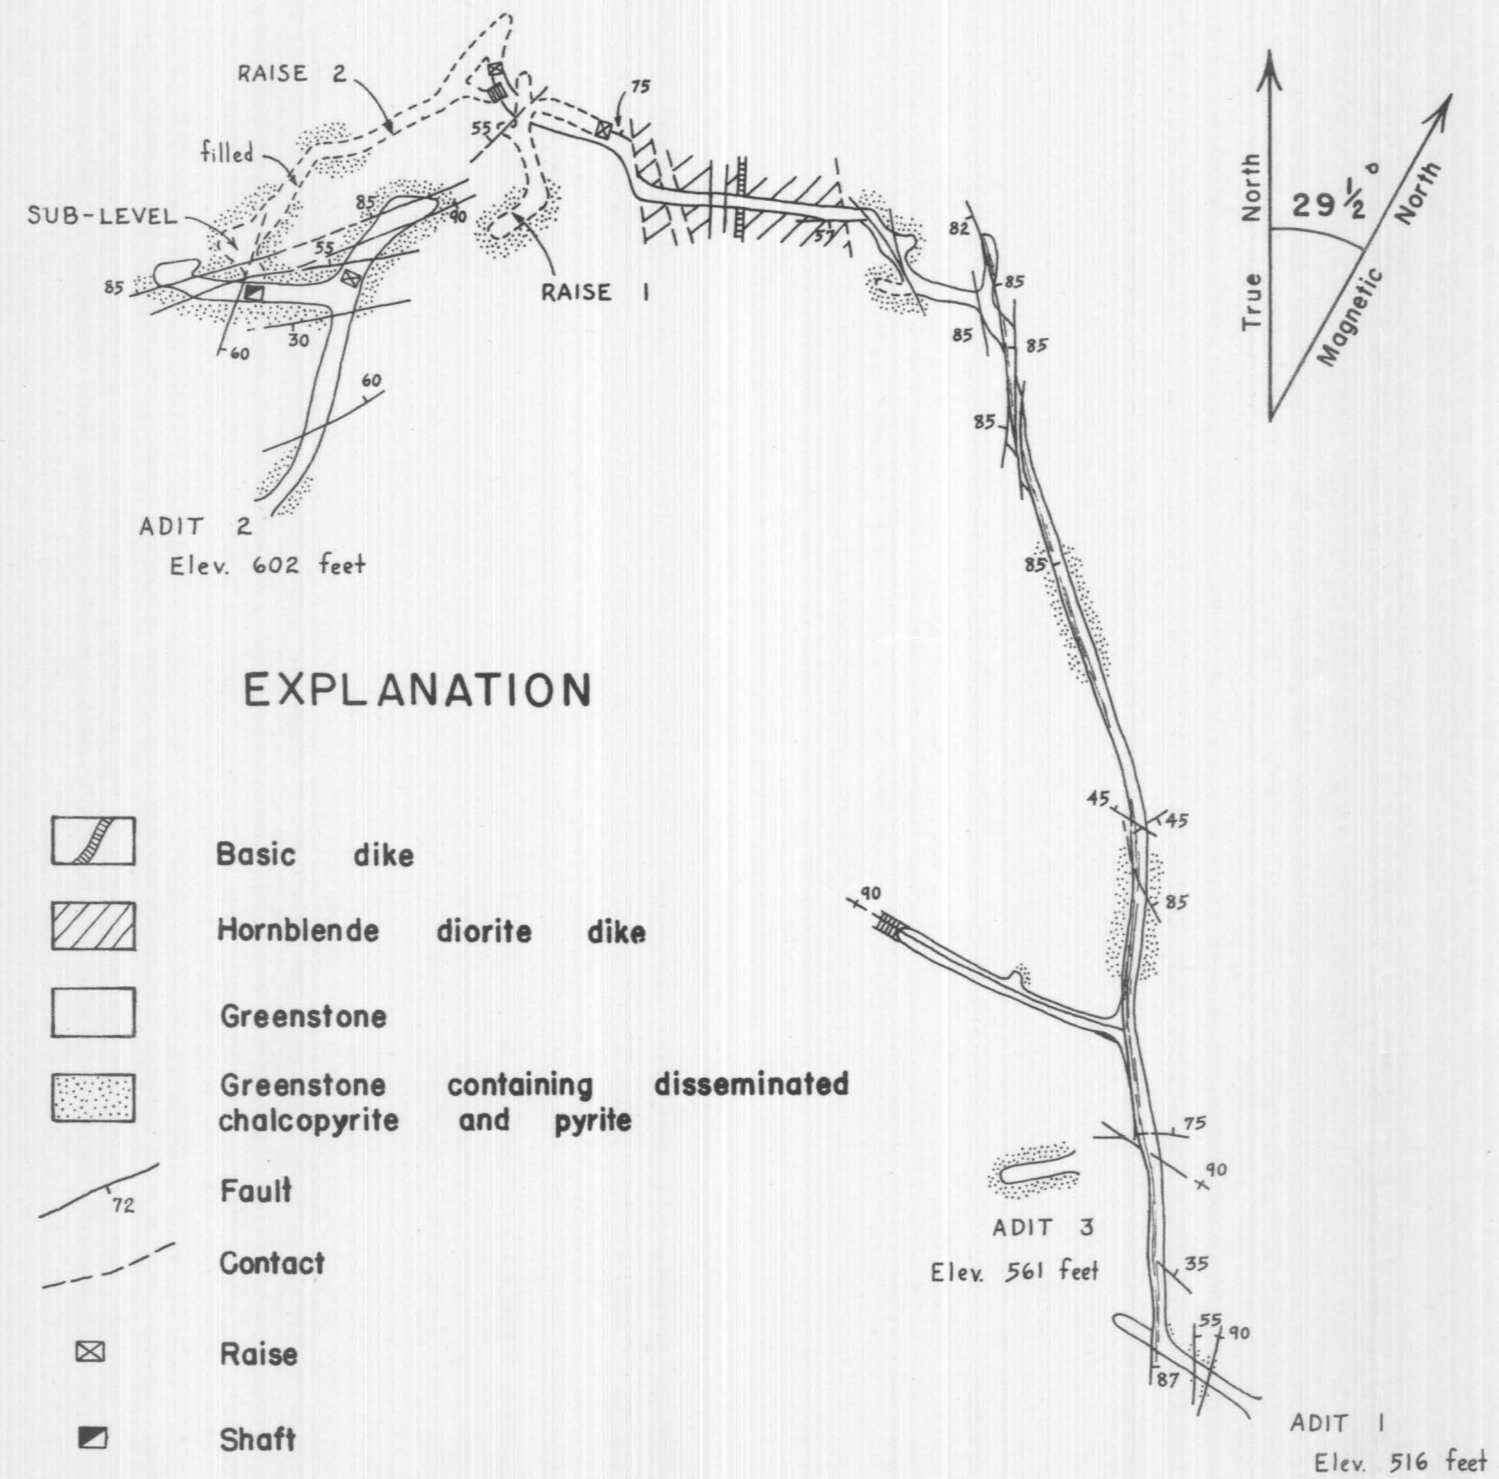 RAISE 2
75
55
filled
SUB-LEVEL
85
90
55
85
60
30
60
RAISE 1
57
82
85
85
85
85
True North
29 ½ °
Magnetic North
ADIT 2
Elev. 602 feet
85
45
45
85
90
75
90
ADIT 3
Elev. 561 feet
35
55
90
87
ADIT 1
Elev. 516 feet
EXPLANATION
Basic dike
Hornblende diorite dike
Greenstone
Greenstone containing disseminated
chalcopyrite and pyrite
72
Fault
Contact
Raise
Shaft